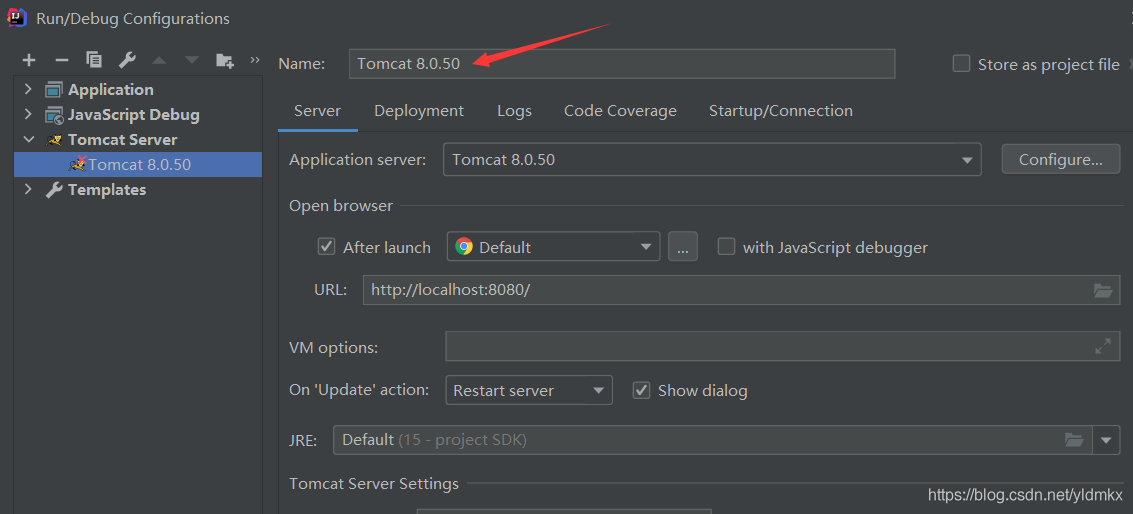 Run/Debug Configurations
Name: Tomcat 8.0.50 Store as project file
Application
JavaScript Debug
Tomcat Server
Tomcat 8.0.50
Templates
Server Deployment Logs Code Coverage Startup/Connection
Application server: Tomcat 8.0.50 Configure...
Open browser
After launch Default ... with JavaScript debugger
URL: http://localhost:8080/
VM options:
On 'Update' action: Restart server Show dialog
JRE: Default (15 - project SDK)
Tomcat Server Settings
https://blog.csdn.net/yldmkx